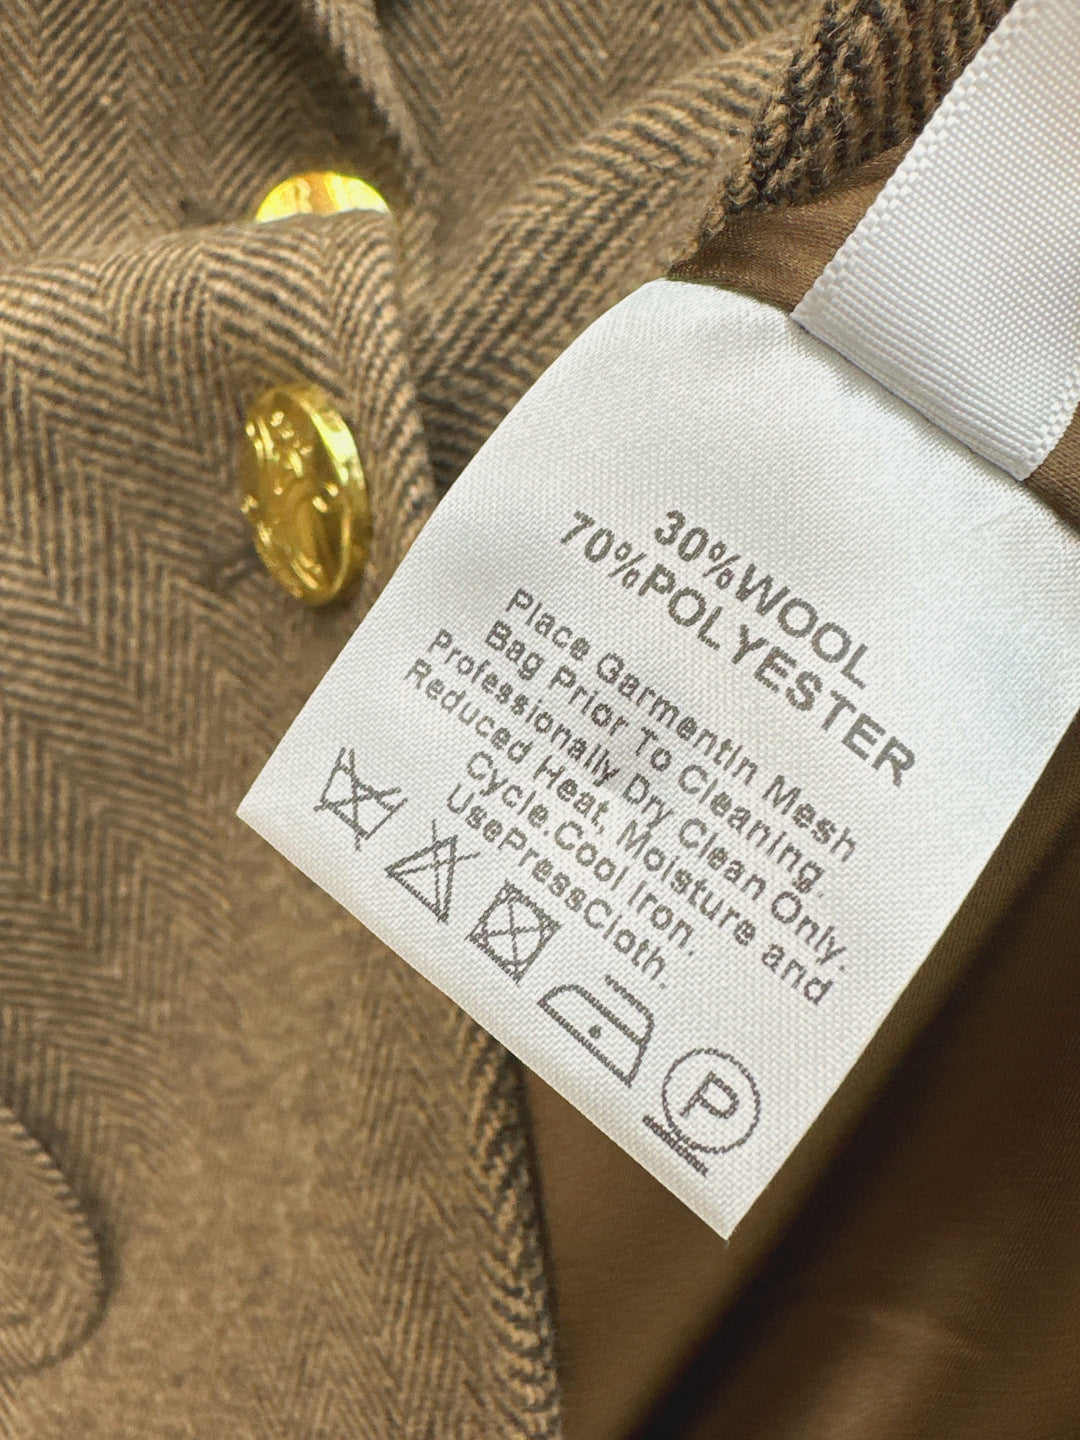 30%WOOL
70%POLYESTER
Place GarmentIn Mesh
Bag Prior To Cleaning.
Professionally Dry Clean Only.
Reduced Heat, Moisture and
Cycle.Cool Iron.
UsePressCloth.
P